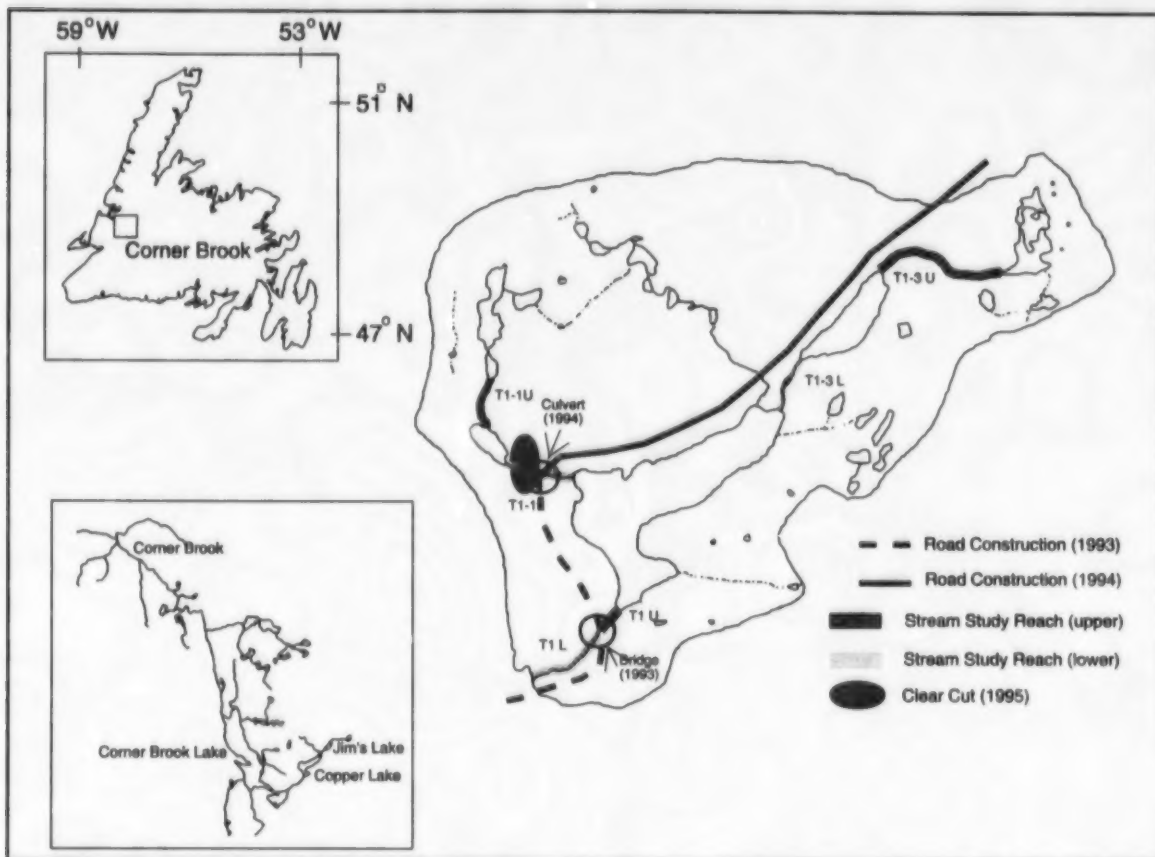 59°W 53°W
51° N
Corner Brook
47° N
Corner Brook
Corner Brook Lake
Jim's Lake
Copper Lake
T1-3 U
T1-3 L
T1-1U
Culvert
(1994)
T1-1
T1 U
T1 L
Bridge
(1993)
Road Construction (1993)
Road Construction (1994)
Stream Study Reach (upper)
Stream Study Reach (lower)
Clear Cut (1995)